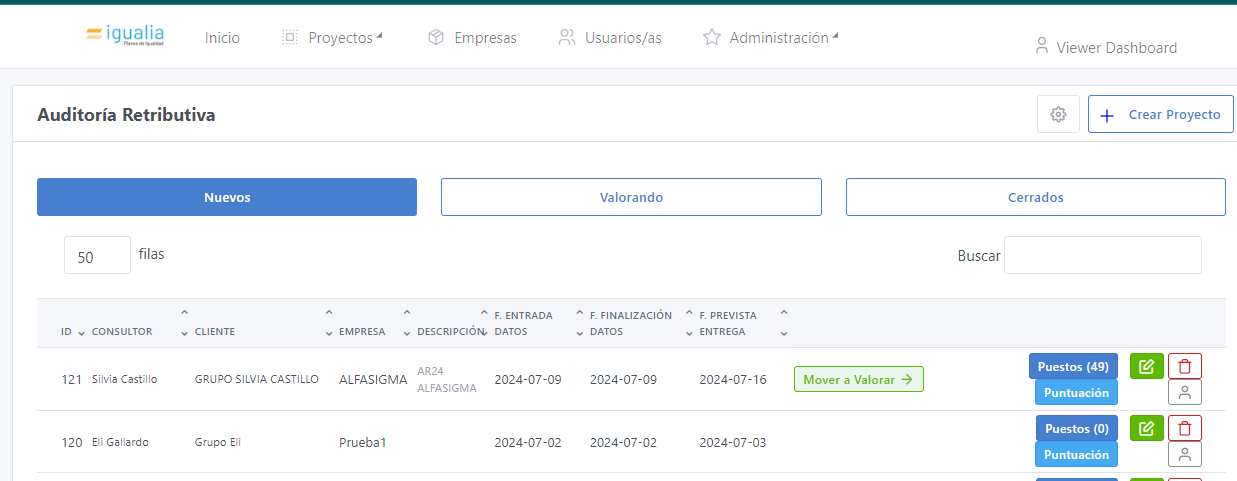 igualia
Planes de Igualdad
Inicio
Proyectos
Empresas
Usuarios/as
Administración
Viewer Dashboard
Auditoría Retributiva
Crear Proyecto
Nuevos
Valorando
Cerrados
50 filas
Buscar
ID CONSULTOR CLIENTE EMPRESA DESCRIPCIÓN F. ENTRADA DATOS F. FINALIZACIÓN DATOS F. PREVISTA ENTREGA
121 Silvia Castillo GRUPO SILVIA CASTILLO ALFASIGMA AR24 ALFASIGMA 2024-07-09 2024-07-09 2024-07-16 Mover a Valorar → Puestos (49)
Puntuación
120 Eli Gallardo Grupo Eli Prueba1 2024-07-02 2024-07-02 2024-07-03 Puestos (0)
Puntuación